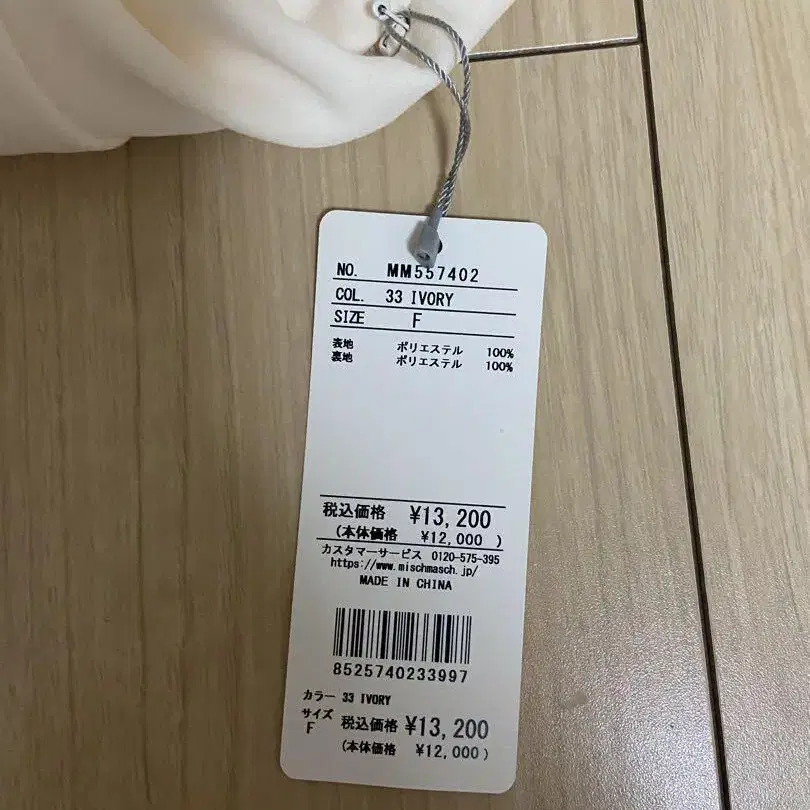 NO. MM557402
COL. 33 IVORY
SIZE F
表地 ポリエステル 100%
裏地 ポリエステル 100%
税込価格 ¥13,200
(本体価格 ¥12,000 )
カスタマーサービス 0120-575-395
https://www.mischmasch.jp/
MADE IN CHINA
8525740233997
カラー 33 IVORY
サイズ
F 税込価格 ¥13,200
(本体価格 ¥12,000 )